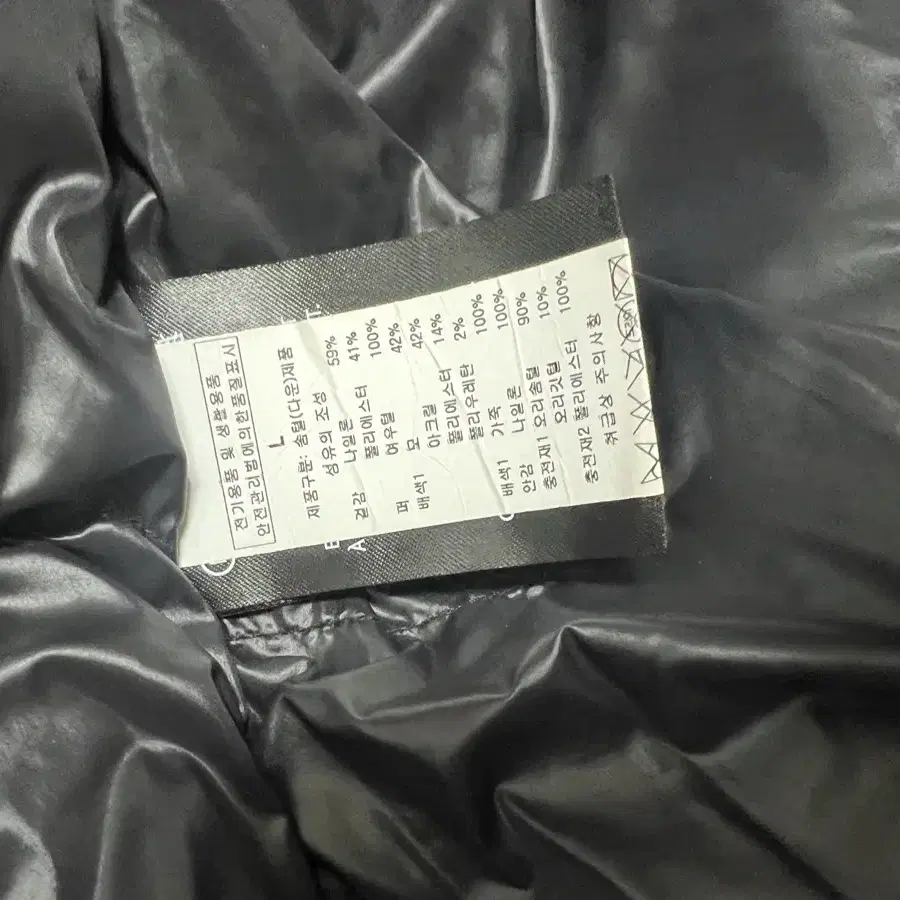 전기용품 및 생활용품
안전관리법에의한품질표시
L
제품구분: 솜털(다운)제품
섬유의 조성
겉감 나일론 59%
폴리에스터 41%
퍼 여우털 100%
배색1 모 42%
아크릴 42%
폴리에스터 14%
폴리우레탄 2%
배색1 가죽 100%
안감 나일론 100%
충전재1 오리솜털 90%
오리깃털 10%
충전재2 폴리에스터 100%
취급상 주의사항